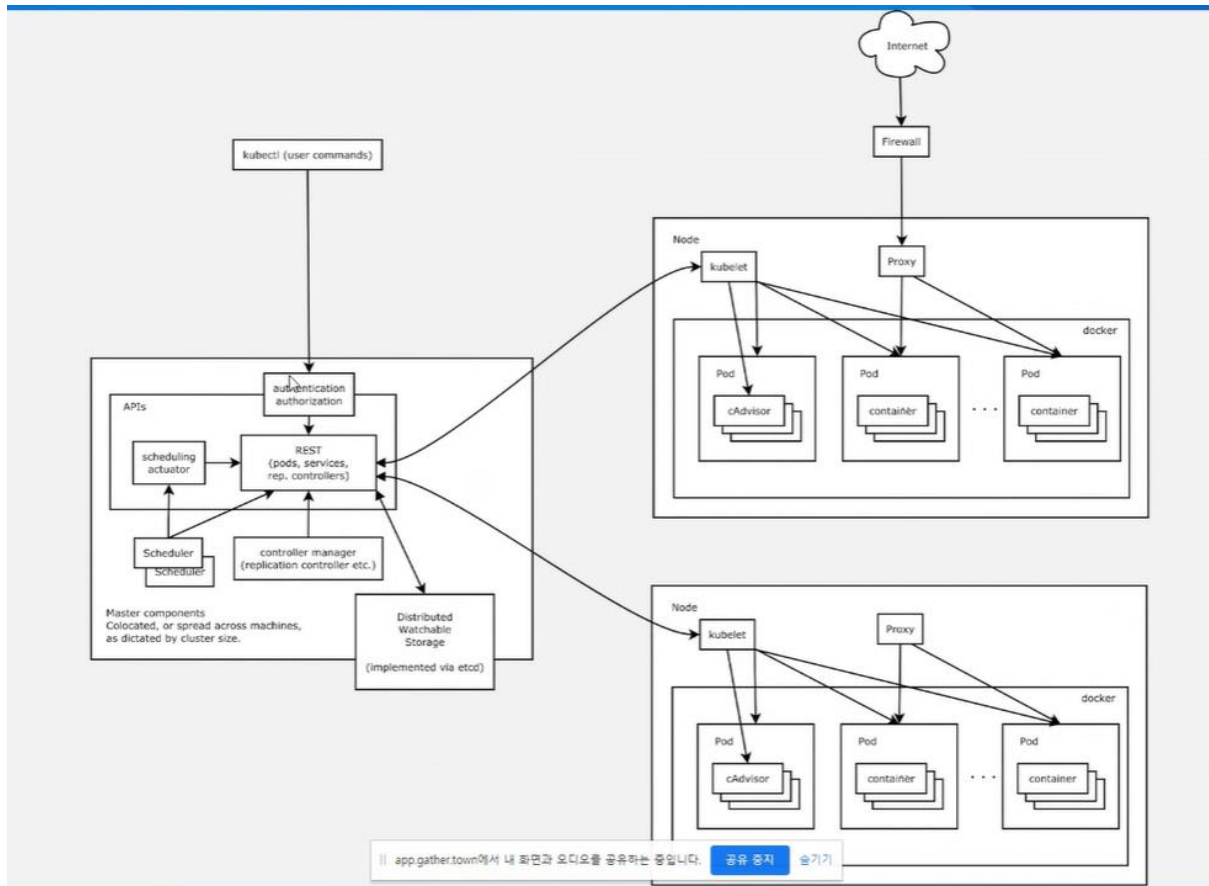 Internet
Firewall
kubectl (user commands)
Node
kubelet
Proxy
docker
Pod
Pod
Pod
cAdvisor
container
. . .
container
authentication
authorization
APIs
scheduling
actuator
REST
(pods, services,
rep. controllers)
Scheduler
Scheduler
controller manager
(replication controller etc.)
Master components
Colocated, or spread across machines,
as dictated by cluster size.
Distributed
Watchable
Storage
(implemented via etcd)
Node
kubelet
Proxy
docker
Pod
Pod
Pod
cAdvisor
container
. . .
container
app.gather.town에서 내 화면과 오디오를 공유하는 중입니다.
공유 중지
숨기기